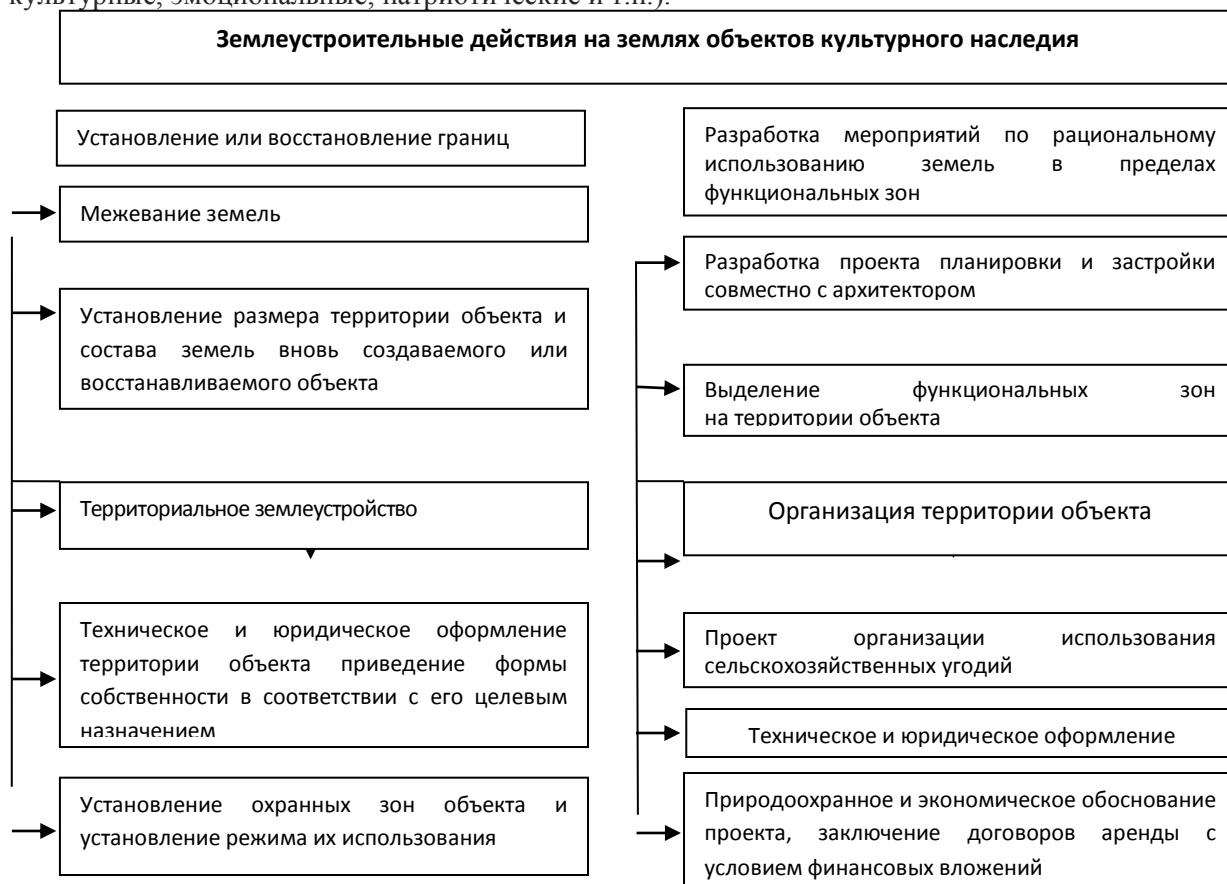 культурные, эмоциональные, патриотические и т.п.).
Землеустроительные действия на землях объектов культурного наследия
Установление или восстановление границ
Межевание земель
Установление размера территории объекта и
состава земель вновь создаваемого или
восстанавливаемого объекта
Территориальное землеустройство
Техническое и юридическое оформление
территории объекта приведение формы
собственности в соответствии с его целевым
назначением
Установление охранных зон объекта и
установление режима их использования
Разработка мероприятий по рациональному
использованию земель в пределах
функциональных зон
Разработка проекта планировки и застройки
совместно с архитектором
Выделение функциональных зон
на территории объекта
Организация территории объекта
Проект организации использования
сельскохозяйственных угодий
Техническое и юридическое оформление
Природоохранное и экономическое обоснование
проекта, заключение договоров аренды с
условием финансовых вложений